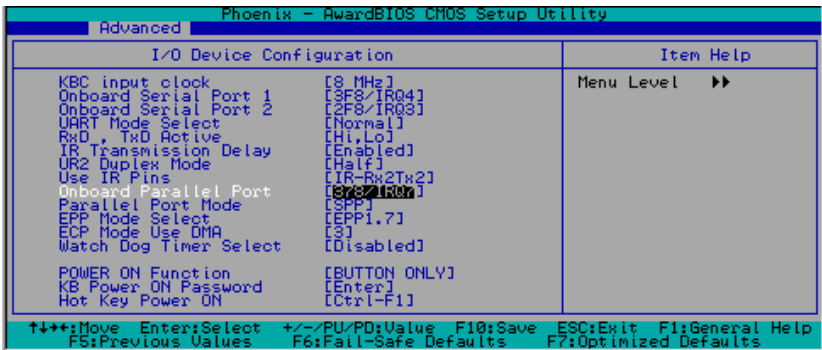 Phoenix - AwardBIOS CMOS Setup Utility
Advanced
I/O Device Configuration
Item Help
KBC input clock [8 MHz]
Menu Level ▶▶
Onboard Serial Port 1 [3F8/IRQ4]
Onboard Serial Port 2 [2F8/IRQ3]
UART Mode Select [Normal]
RxD , TxD Active [Hi,Lo]
IR Transmission Delay [Enabled]
UR2 Duplex Mode [Half]
Use IR Pins [IR-Rx2Tx2]
Onboard Parallel Port [378/IRQ7]
Parallel Port Mode [SPP]
EPP Mode Select [EPP1.7]
ECP Mode Use DMA [3]
Watch Dog Timer Select [Disabled]
POWER ON Function [BUTTON ONLY]
KB Power ON Password [Enter]
Hot Key Power ON [Ctrl-F1]
↑↓→←:Move Enter:Select +/-/PU/PD:Value F10:Save ESC:Exit F1:General Help
F5:Previous Values F6:Fail-Safe Defaults F7:Optimized Defaults